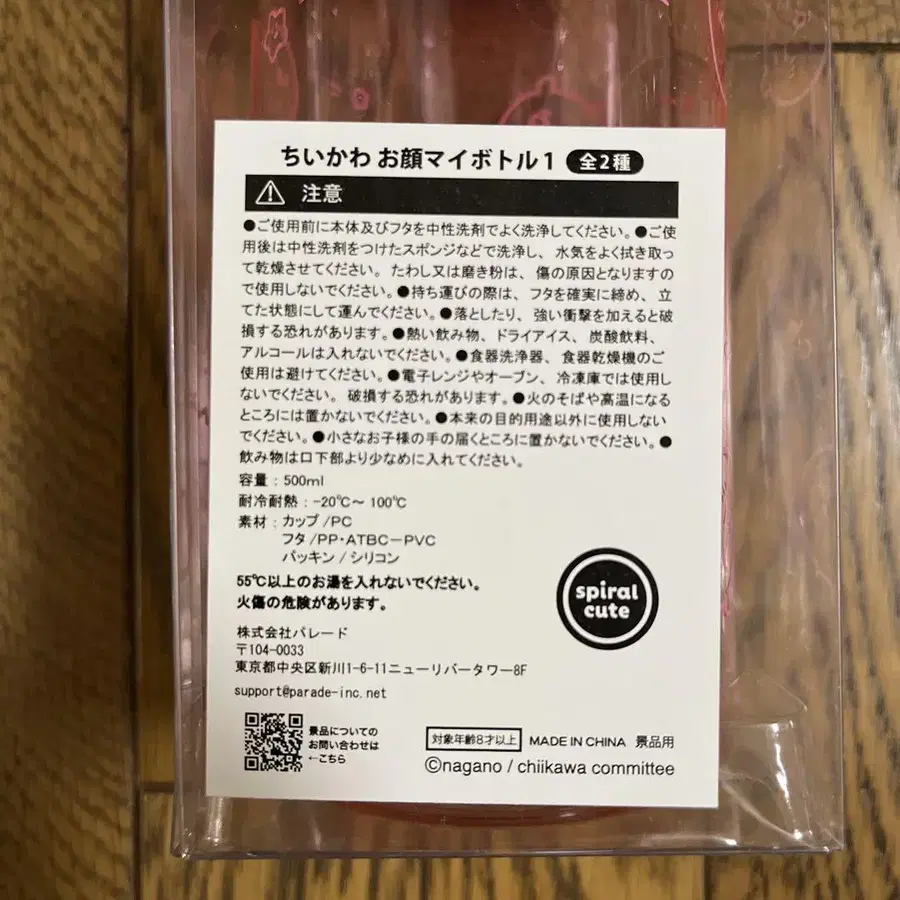 ちいかわ お顔マイボトル1 全2種
注意
●ご使用前に本体及びフタを中性洗剤でよく洗浄してください。●ご使
用後は中性洗剤をつけたスポンジなどで洗浄し、水気をよく拭き取っ
て乾燥させてください。たわし又は磨き粉は、傷の原因となりますの
で使用しないでください。●持ち運びの際は、フタを確実に締め、立
てた状態にして運んでください。●落としたり、強い衝撃を加えると破
損する恐れがあります。●熱い飲み物、ドライアイス、炭酸飲料、
アルコールは入れないでください。●食器洗浄器、食器乾燥機のご
使用は避けてください。●電子レンジやオーブン、冷凍庫では使用し
ないでください。破損する恐れがあります。●火のそばや高温になる
ところには置かないでください。●本来の目的用途以外に使用しない
でください。●小さなお子様の手の届くところに置かないでください。●
飲み物は口下部より少なめに入れてください。
容量：500ml
耐冷耐熱：-20℃～100℃
素材：カップ/PC
フタ/PP・ATBC-PVC
パッキン/シリコン
55℃以上のお湯を入れないでください。
火傷の危険があります。
spiral
cute
株式会社パレード
〒104-0033
東京都中央区新川1-6-11ニューリバータワー8F
support@parade-inc.net
景品についての
お問い合わせは
←こちら
対象年齢8才以上 MADE IN CHINA 景品用
©nagano / chiikawa committee